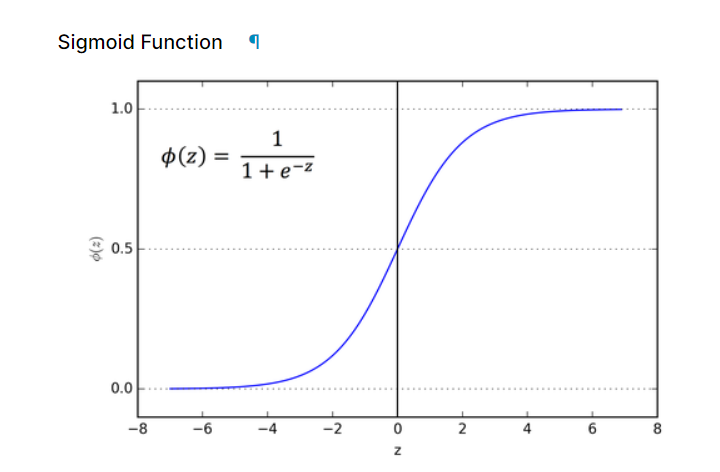 Sigmoid Function ¶
1.0
ϕ(z) = 1 / (1 + e^−z)
ϕ(z)
0.5
0.0
−8 −6 −4 −2 0 2 4 6 8
z